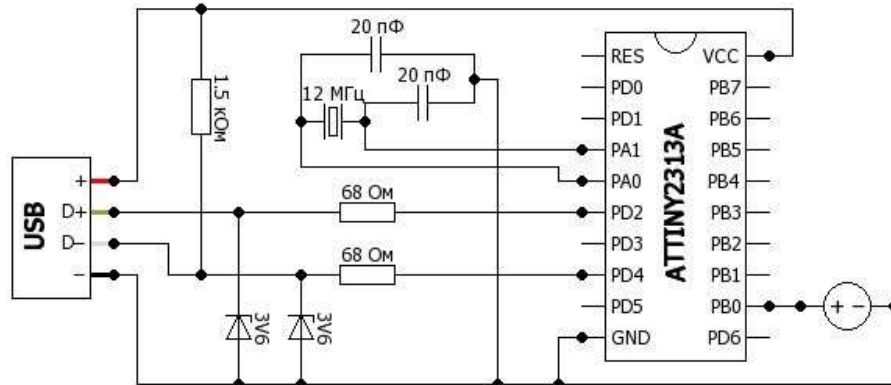 20 пФ
20 пФ
12 МГц
1.5 кОм
USB
+
D+
D−
−
68 Ом
68 Ом
3V6
3V6
ATTINY2313A
RES
PD0
PD1
PA1
PA0
PD2
PD3
PD4
PD5
GND
VCC
PB7
PB6
PB5
PB4
PB3
PB2
PB1
PB0
PD6
+ −